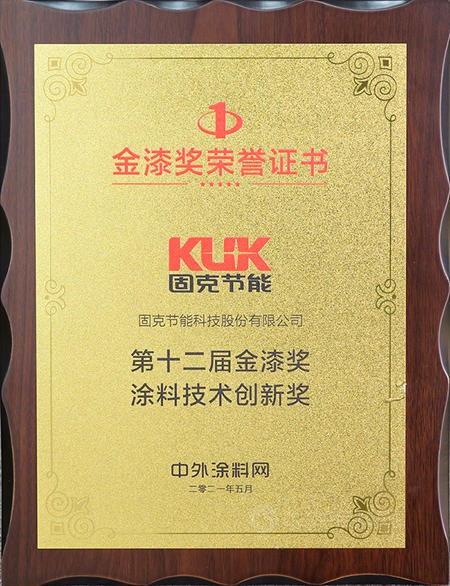 金漆奖荣誉证书
KUK
固克节能
固克节能科技股份有限公司
第十二届金漆奖
涂料技术创新奖
中外涂料网
二零二一年五月